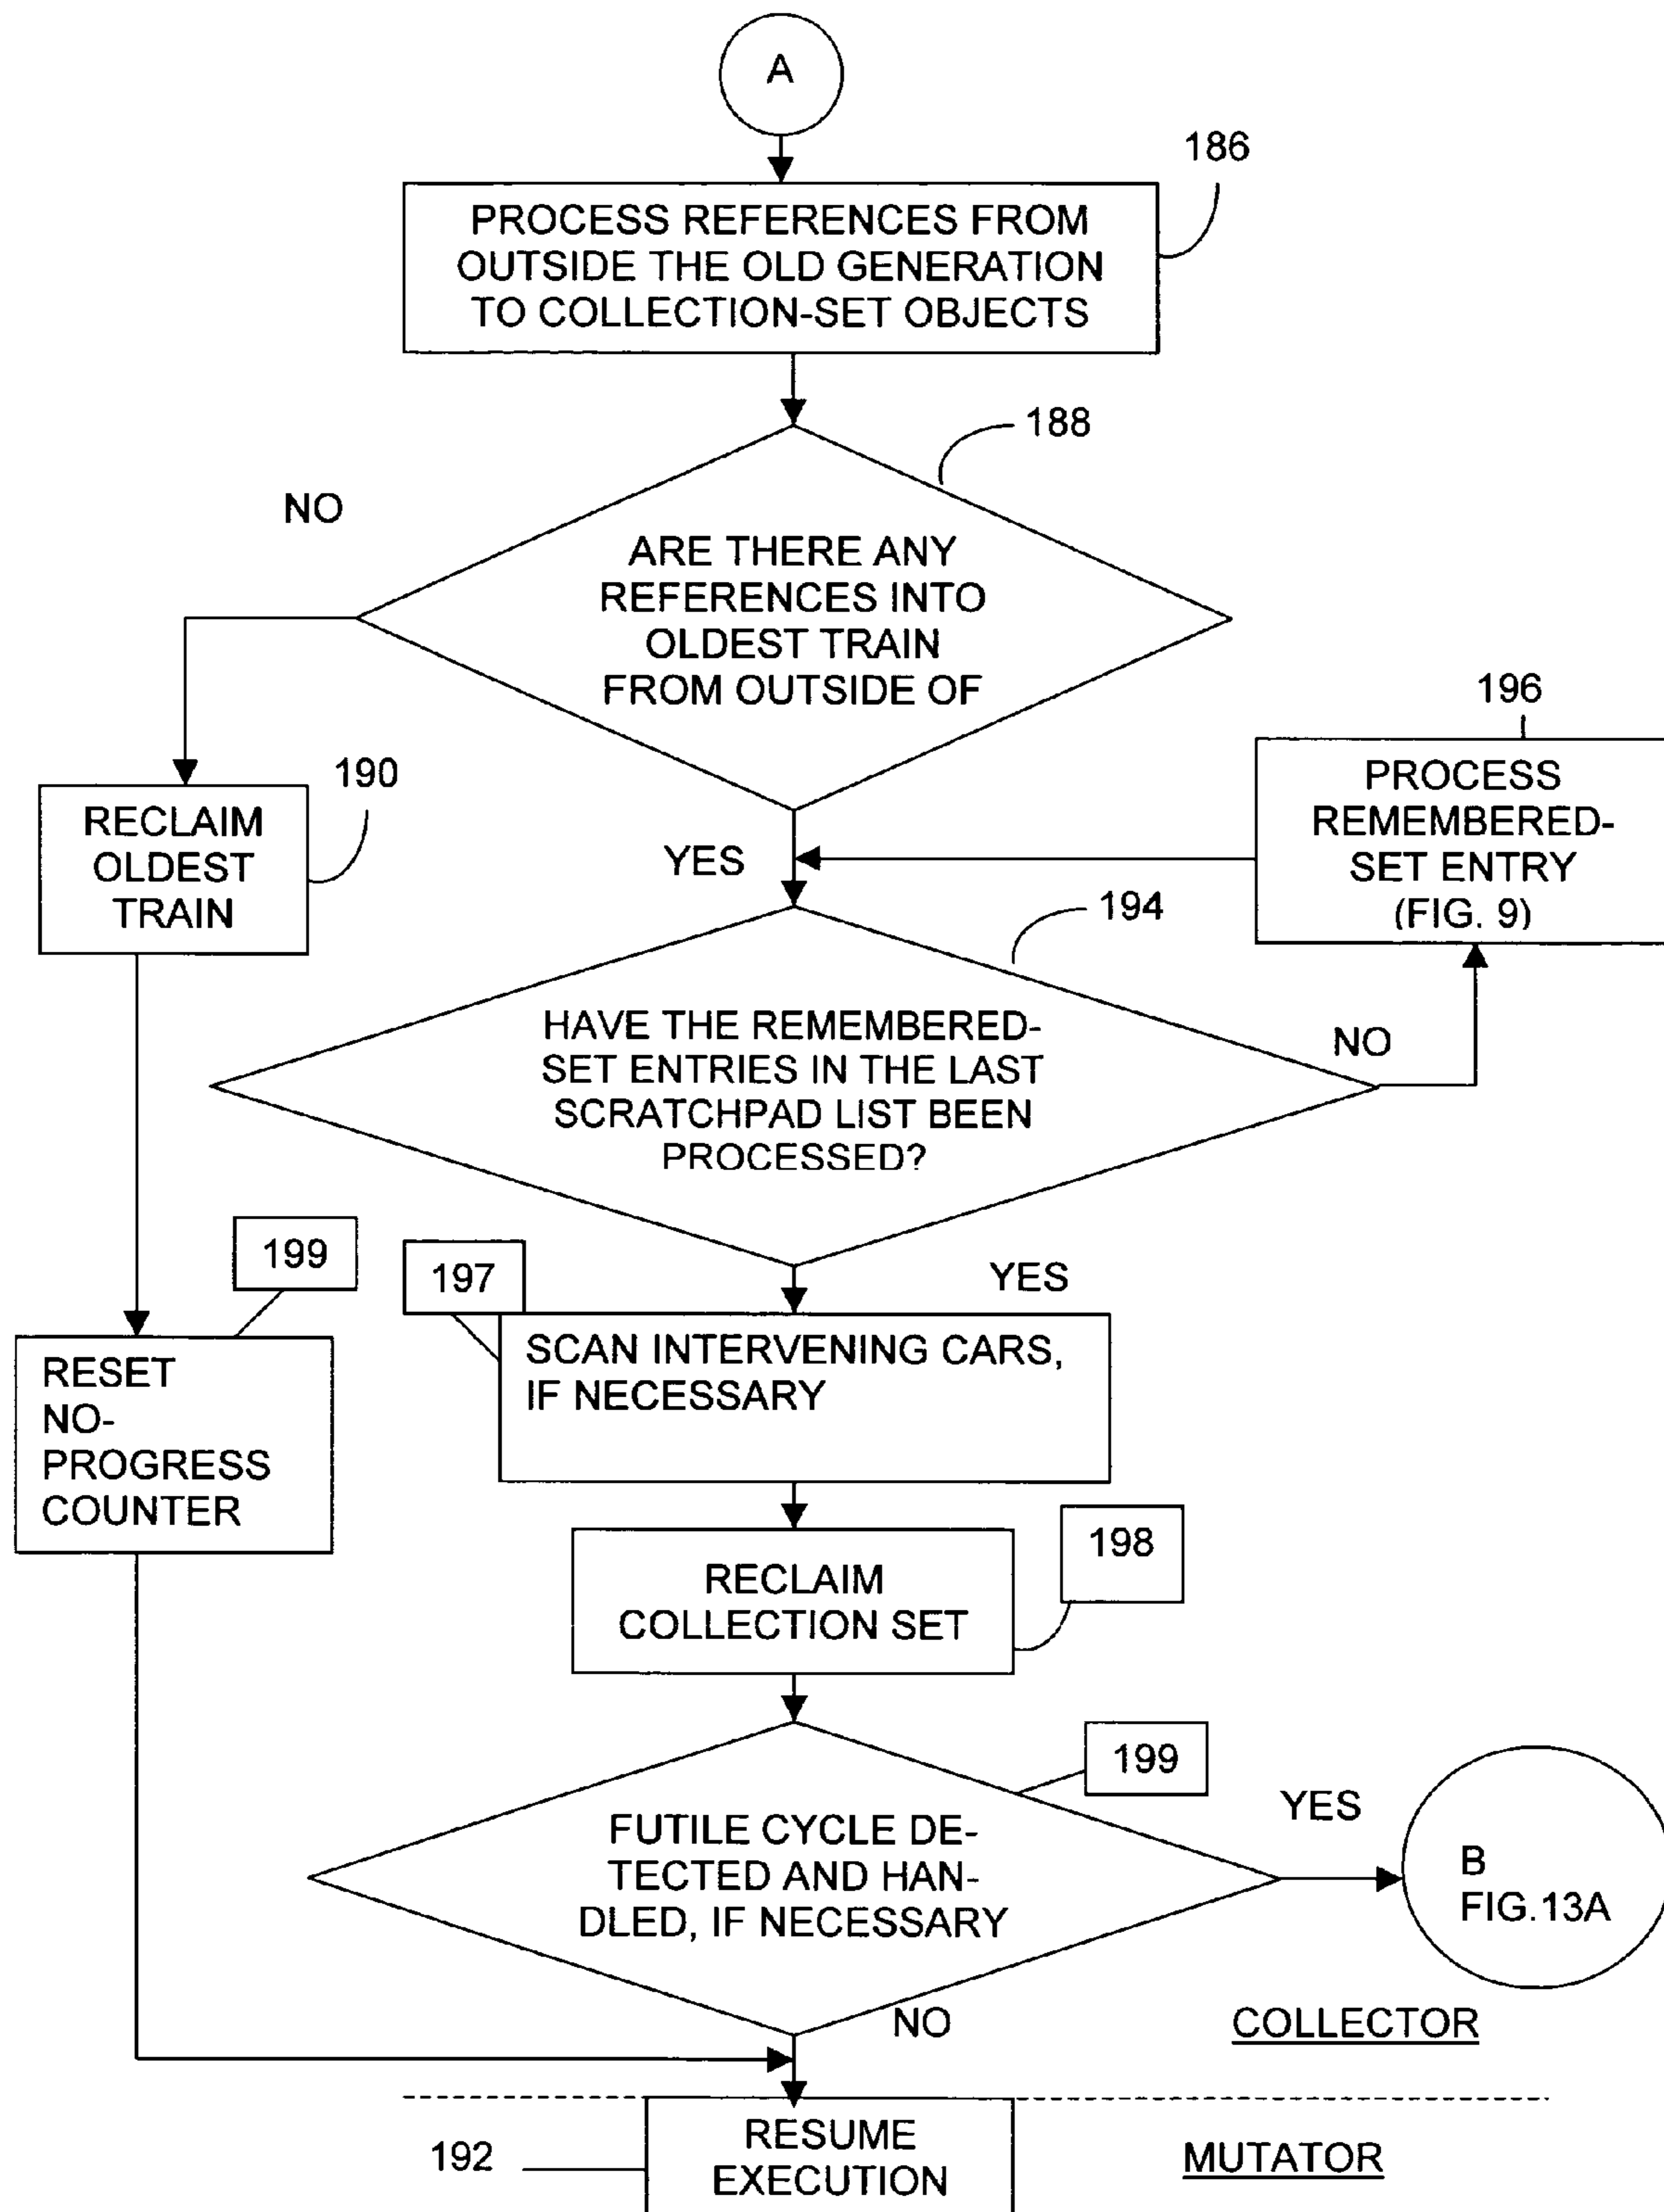 A
186
PROCESS REFERENCES FROM
OUTSIDE THE OLD GENERATION
TO COLLECTION-SET OBJECTS
188
NO
ARE THERE ANY
REFERENCES INTO
OLDEST TRAIN
FROM OUTSIDE OF
196
PROCESS
REMEMBERED-
SET ENTRY
(FIG. 9)
190
RECLAIM
OLDEST
TRAIN
YES
194
HAVE THE REMEMBERED-
SET ENTRIES IN THE LAST
SCRATCHPAD LIST BEEN
PROCESSED?
NO
199
197
YES
RESET
NO-
PROGRESS
COUNTER
SCAN INTERVENING CARS,
IF NECESSARY
198
RECLAIM
COLLECTION SET
199
YES
FUTILE CYCLE DE-
TECTED AND HAN-
DLED, IF NECESSARY
B
FIG.13A
NO
COLLECTOR
192
RESUME
EXECUTION
MUTATOR